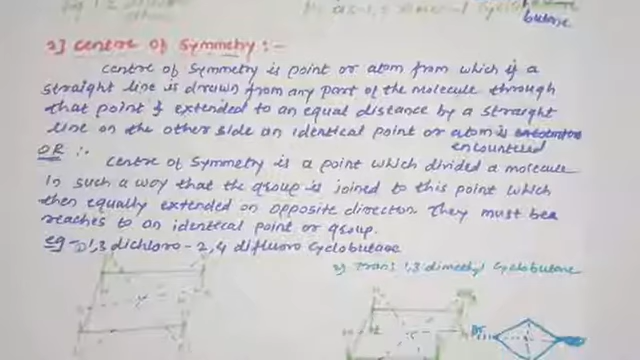 butane
2] Centre of Symmetry :-
Centre of Symmetry is point or atom from which if a
straight line is drawn from any part of the molecule through
that point & extended to an equal distance by a straight
line on the other side an identical point or atom is
encountered
OR :-
Centre of Symmetry is a point which divided a molecule
in such a way that the group is joined to this point which
then equally extended on opposite direction. They must be
reaches to an identical point or group.
eg → 1) 1,3 dichloro - 2,4 difluoro Cyclobutane
2) Trans 1,3 dimethyl Cyclobutane